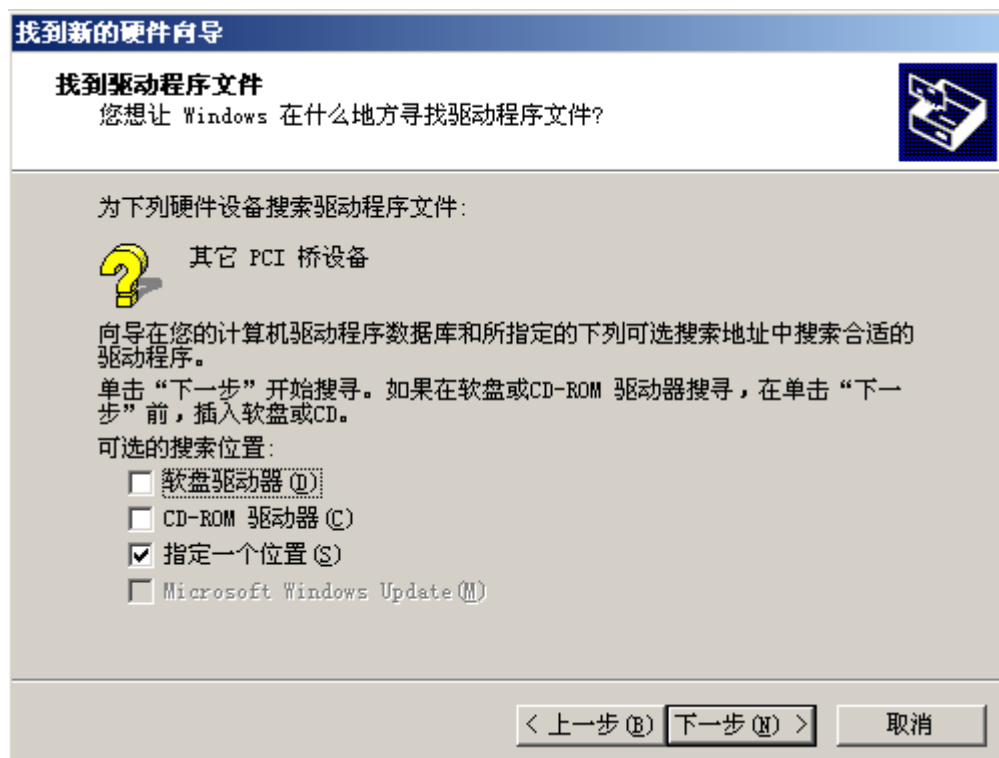 找到新的硬件向导
找到驱动程序文件
您想让 Windows 在什么地方寻找驱动程序文件?
为下列硬件设备搜索驱动程序文件:
其它 PCI 桥设备
向导在您的计算机驱动程序数据库和所指定的下列可选搜索地址中搜索合适的
驱动程序。
单击“下一步”开始搜寻。如果在软盘或CD-ROM 驱动器搜寻，在单击“下一
步”前，插入软盘或CD。
可选的搜索位置:
软盘驱动器(D)
CD-ROM 驱动器(C)
指定一个位置(S)
Microsoft Windows Update(M)
< 上一步(B) 下一步(N) > 取消